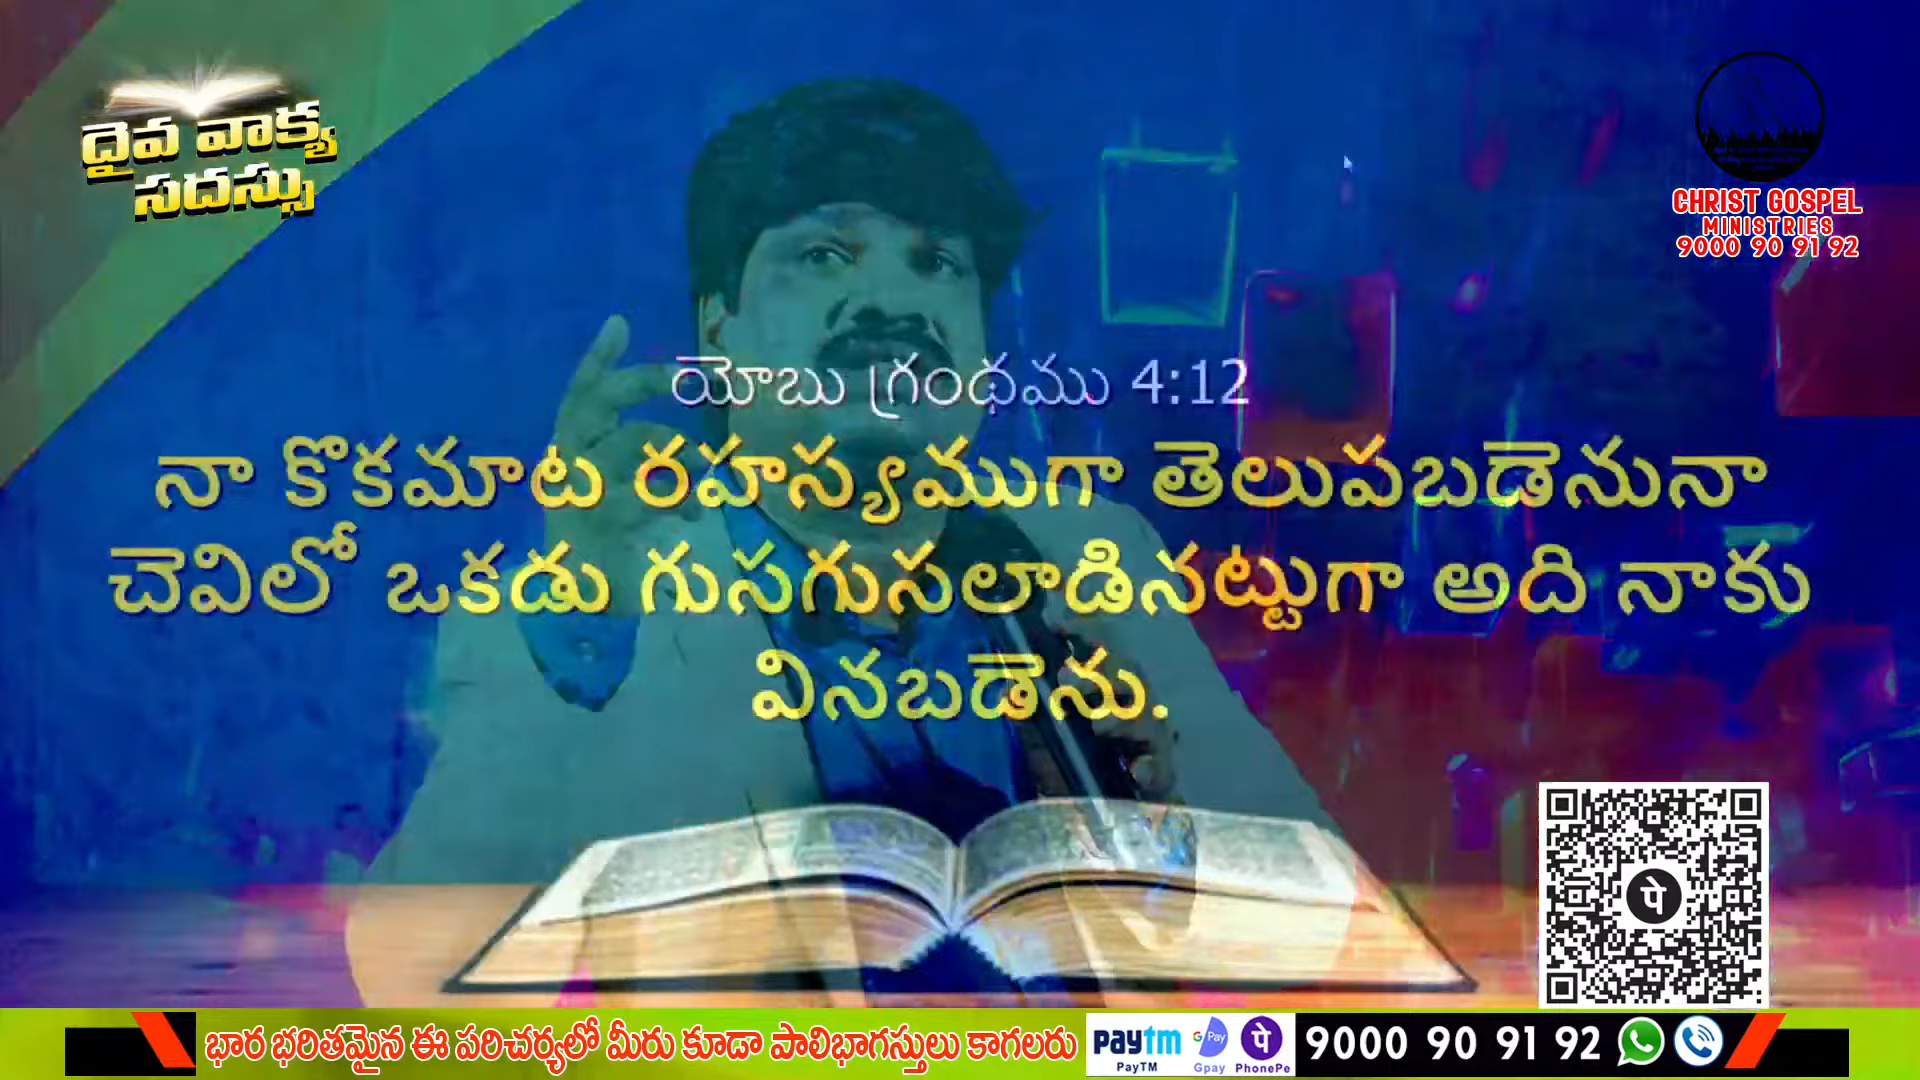 దైవ వాక్య
సదస్సు
CHRIST GOSPEL
MINISTRIES
9000 90 91 92
యోబు గ్రంథము 4:12
నా కొకమాట రహస్యముగా తెలుపబడెనునా
చెవిలో ఒకడు గుసగుసలాడినట్టుగా అది నాకు
వినబడెను.
పే
భార భరితమైన ఈ పరిచర్యలో మీరు కూడా పాలిభాగస్తులు కాగలరు paytm G Pay पे 9000 90 91 92
PayTM Gpay PhonePe